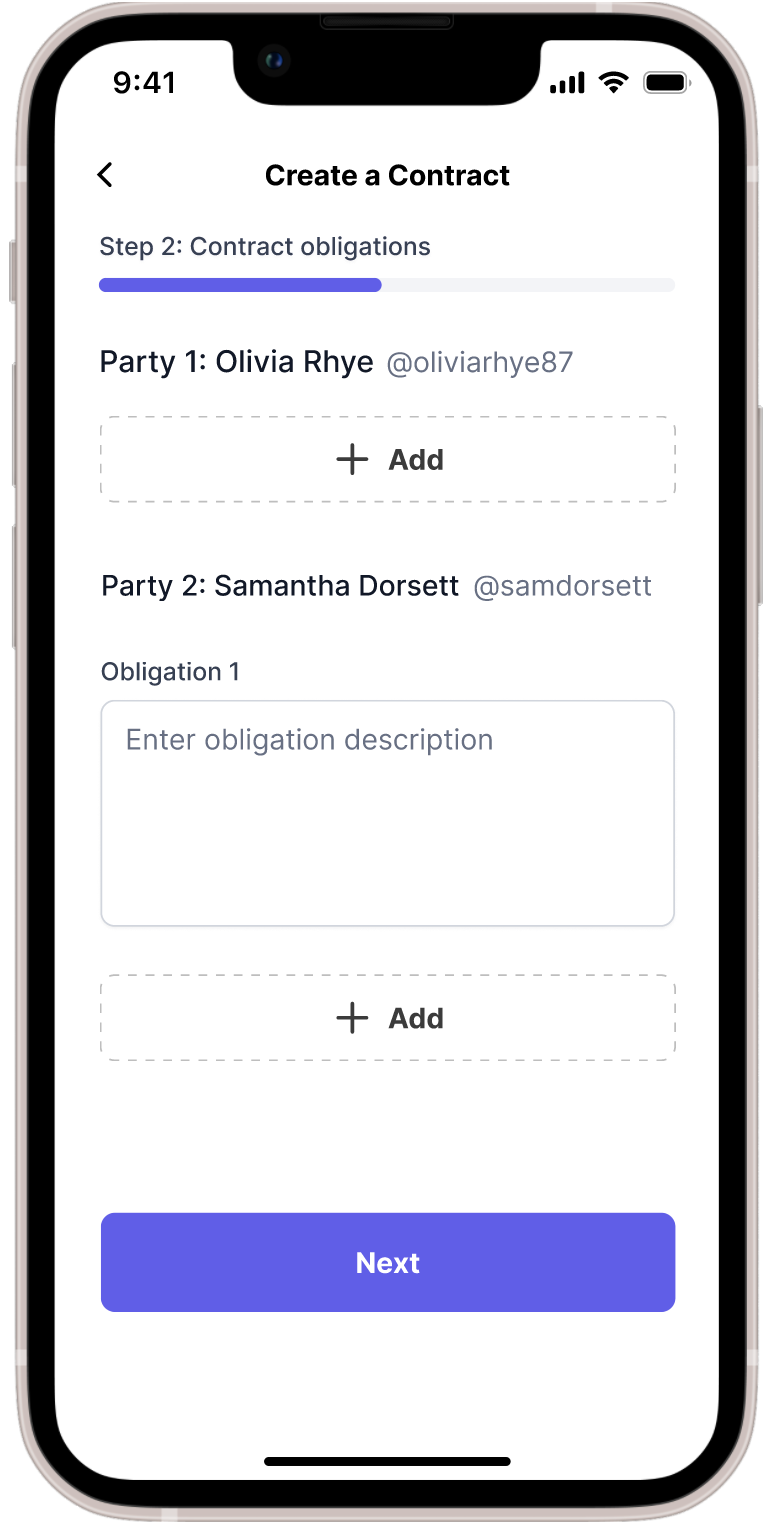 9:41
Create a Contract
Step 2: Contract obligations
Party 1: Olivia Rhye @oliviarhye87
Add
Party 2: Samantha Dorsett @samdorsett
Obligation 1
Enter obligation description
Add
Next